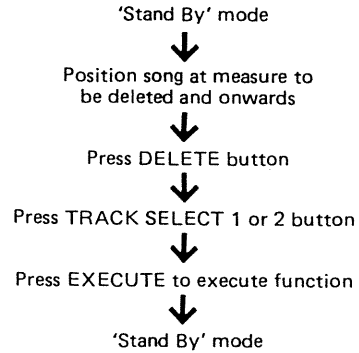 'Stand By' mode
Position song at measure to
be deleted and onwards
Press DELETE button
Press TRACK SELECT 1 or 2 button
Press EXECUTE to execute function
'Stand By' mode